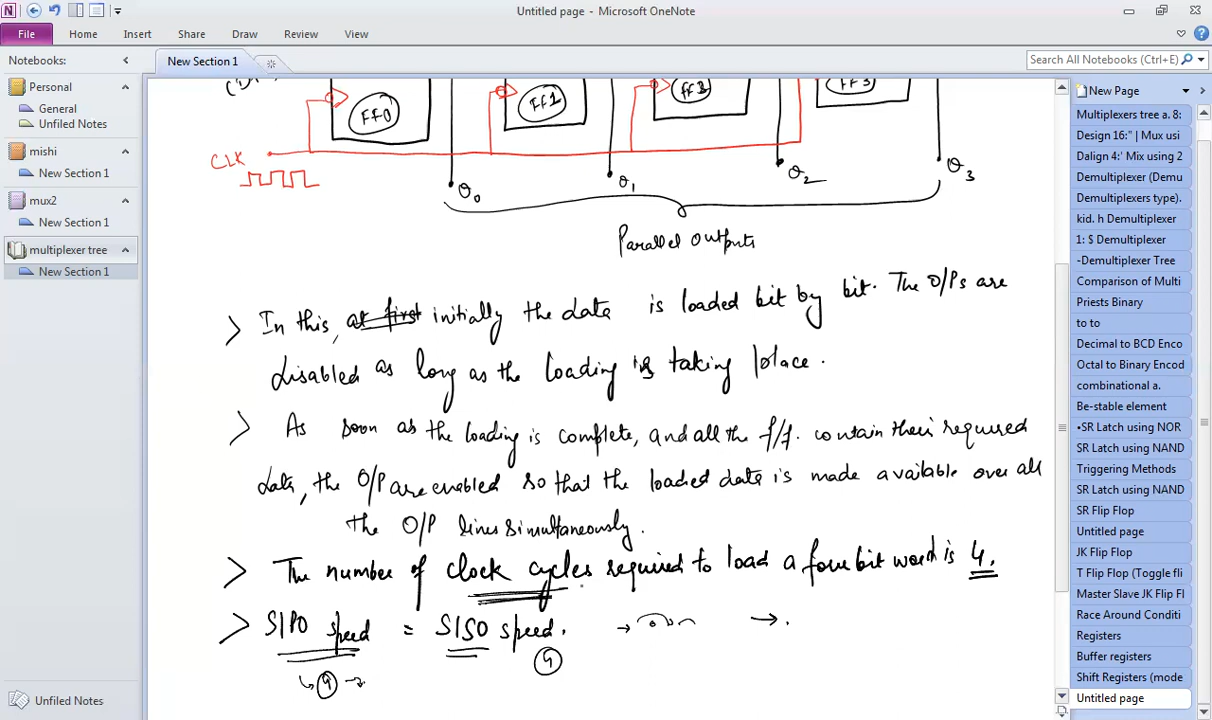 Untitled page - Microsoft OneNote
File Home Insert Share Draw Review View
Notebooks:
Personal
General
Unfiled Notes
mishi
New Section 1
mux2
New Section 1
multiplexer tree
New Section 1
Unfiled Notes
New Section 1
Search All Notebooks (Ctrl+E)
FF0 FF1 FF3
CLK
Q0 Q1 Q2 Q3
Parallel outputs
> In this, at first initially the data is loaded bit by bit. The O/Ps are
disabled as long as the loading is taking place.
> As soon as the loading is complete, and all the f/f. contain their required
data, the O/P are enabled so that the loaded data is made available over all
the O/P lines simultaneously.
> The number of clock cycles required to load a four bit word is 4.
> SIPO speed = SISO speed. → →.
4
↳ 4 →
New Page
Multiplexers tree a. 8:
Design 16:" | Mux usi
Dalign 4:' Mix using 2
Demultiplexer (Demu
Demultiplexers type).
kid. h Demultiplexer
1: $ Demultiplexer
-Demultiplexer Tree
Comparison of Multi
Priests Binary
to to
Decimal to BCD Enco
Octal to Binary Encod
combinational a.
Be-stable element
•SR Latch using NOR
SR Latch using NAND
Triggering Methods
SR Latch using NAND
SR Flip Flop
Untitled page
JK Flip Flop
T Flip Flop (Toggle fli
Master Slave JK Flip Fl
Race Around Conditi
Registers
Buffer registers
Shift Registers (mode
Untitled page